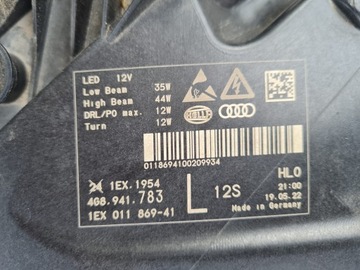 LED 12V
Low Beam 35W
High Beam 44W
DRL/PO max. 12W
Turn 12W
HELLA
0118694100209934
1EX.1954
4G8.941.783
1EX 011 869-41
L 12S
HL0
21:00
19.05.22
Made in Germany